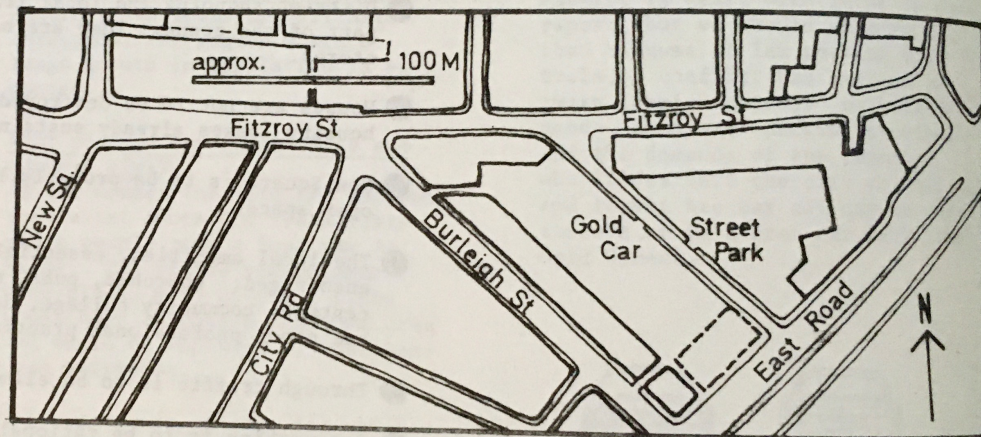 approx. 100 M
Fitzroy St
Fitzroy St
New Sq.
Burleigh St
Gold Street
Car Park
City Rd
East Road
N